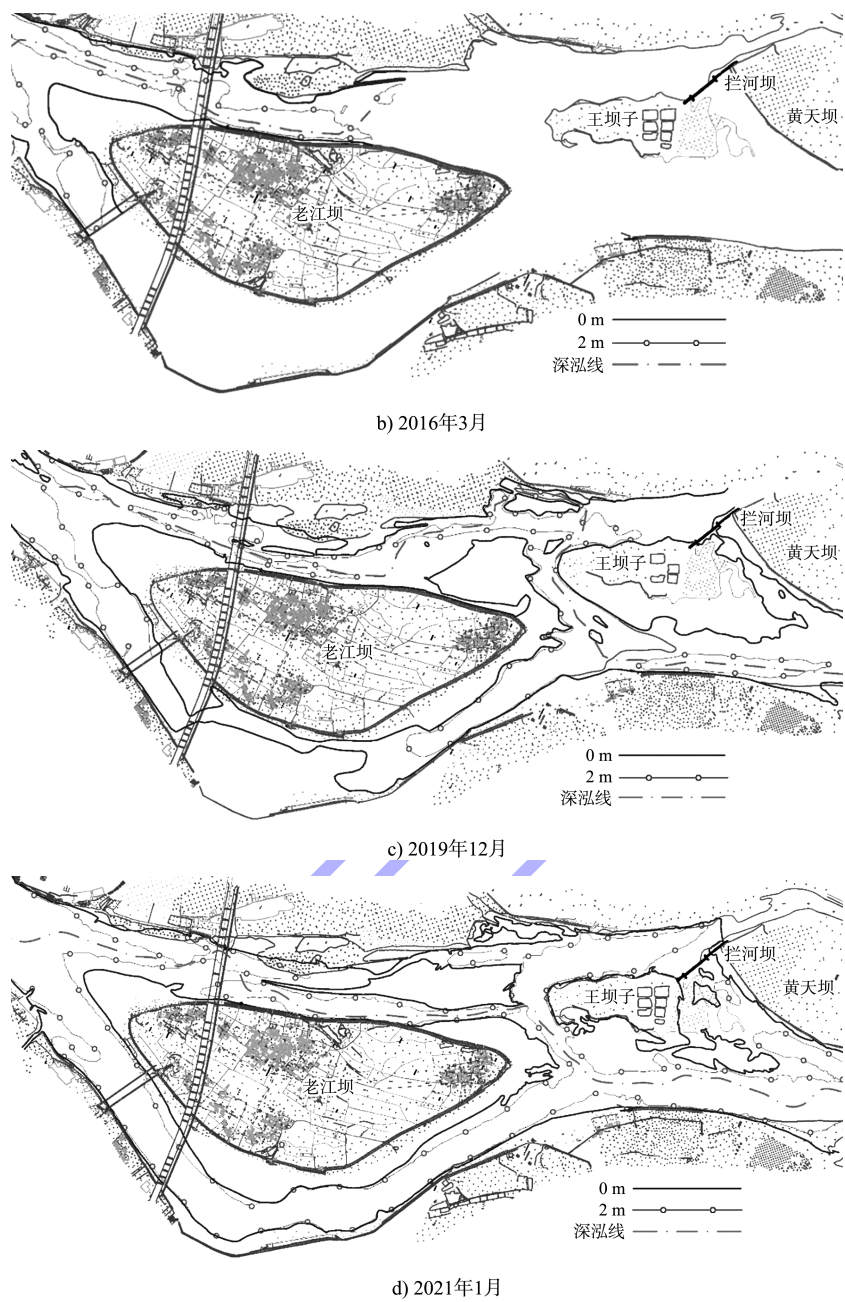 拦河坝
王坝子
黄天坝
老江坝
0 m
2 m
深泓线
b) 2016年3月
山
拦河坝
王坝子
黄天坝
老江坝
0 m
2 m
深泓线
c) 2019年12月
山
拦河坝
王坝子
黄天坝
老江坝
0 m
2 m
深泓线
d) 2021年1月